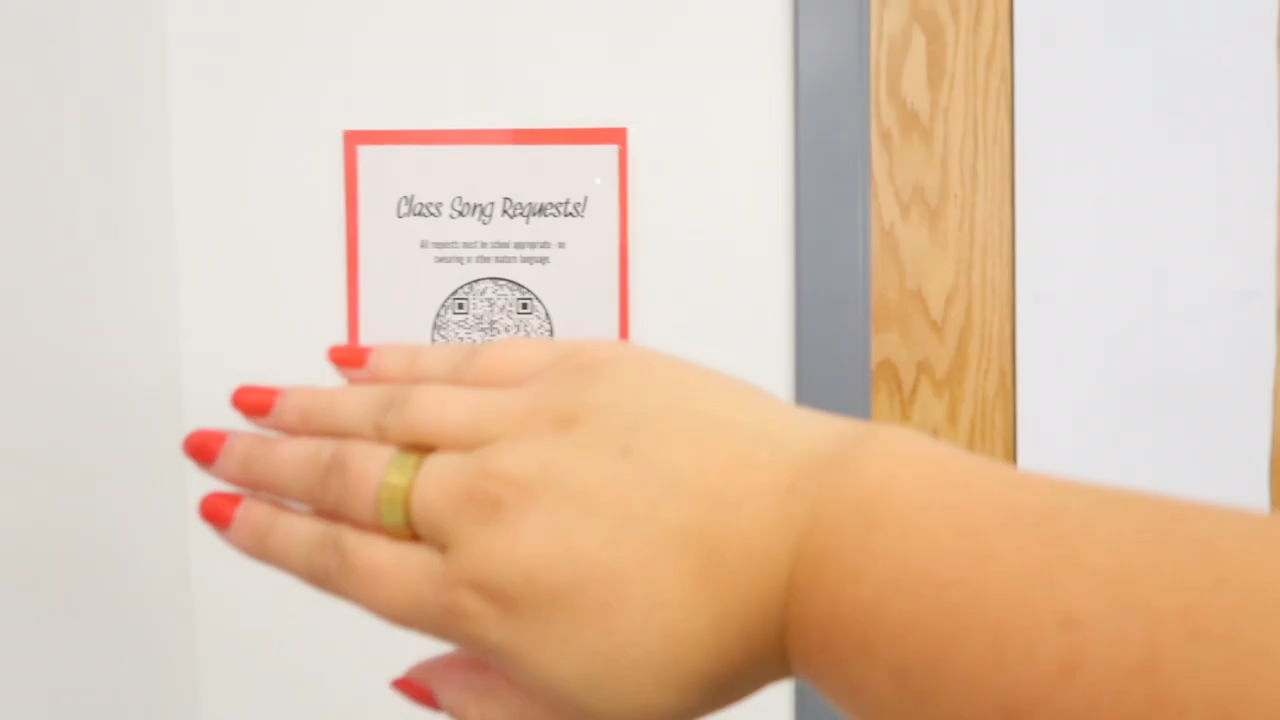 Class Song Requests!
All requests must be school appropriate - no
swearing or other mature language.